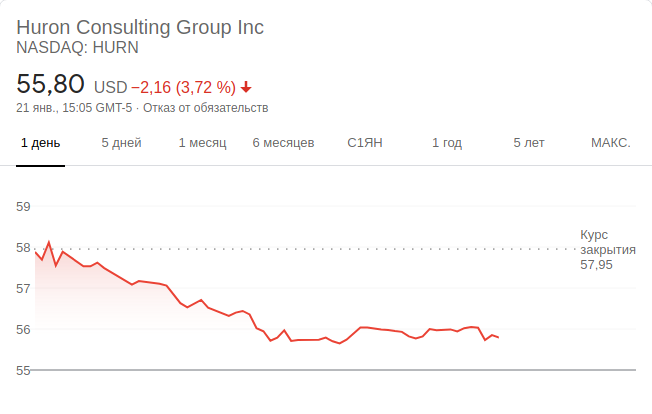 Huron Consulting Group Inc
NASDAQ: HURN
55,80 USD −2,16 (3,72 %)
21 янв., 15:05 GMT-5 · Отказ от обязательств
1 день 5 дней 1 месяц 6 месяцев С1ЯН 1 год 5 лет МАКС.
59
58
57
56
55
Курс
закрытия
57,95